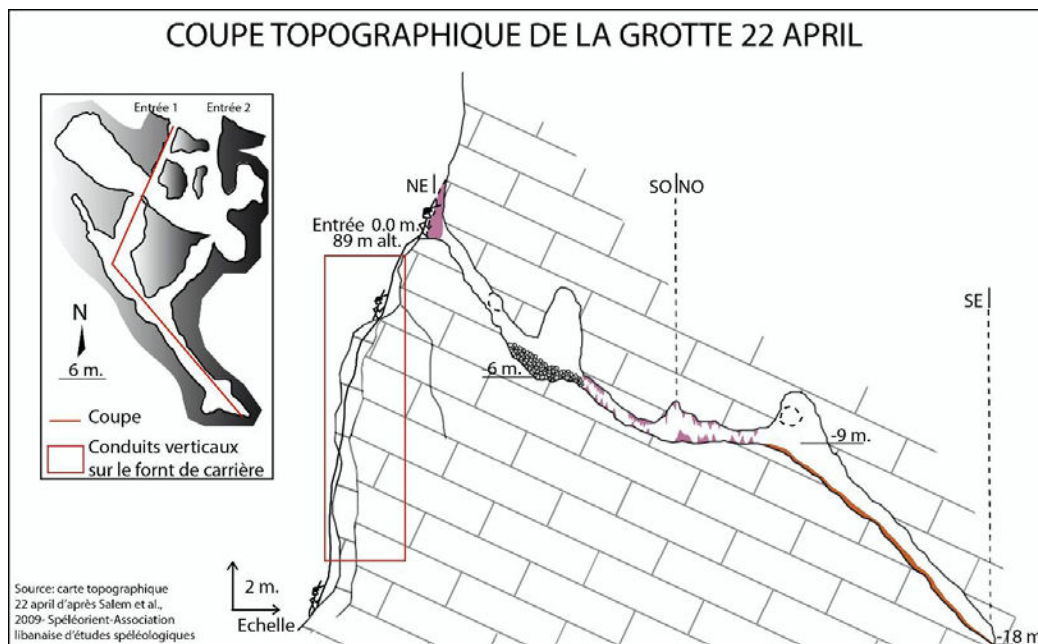 COUPE TOPOGRAPHIQUE DE LA GROTTE 22 APRIL
Entrée 1
Entrée 2
N
6 m.
Coupe
Conduits verticaux
sur le fornt de carrière
NE
Entrée 0.0 m.
89 m alt.
SO NO
SE
6 m.
-9 m.
-18 m
2 m.
Echelle
Source: carte topographique
22 april d'après Salem et al.,
2009- Spéléorient-Association
libanaise d'études spéléologiques